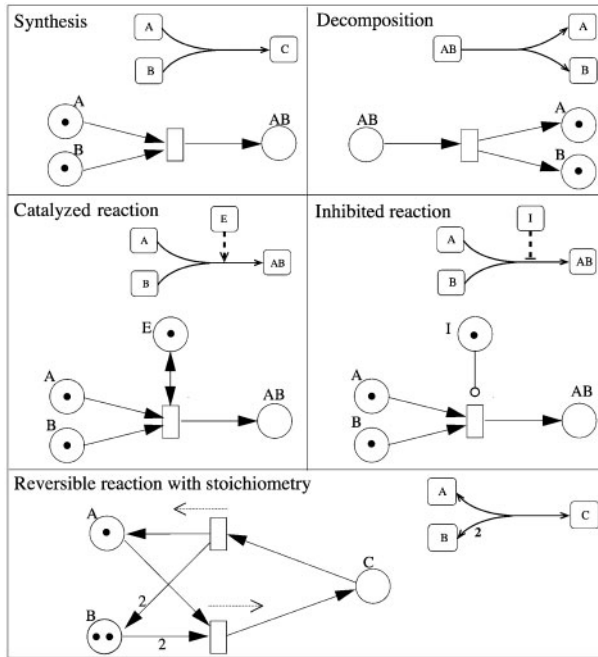 Synthesis
A
B
C
A
B
AB
Decomposition
AB
A
B
AB
A
B
Catalyzed reaction
E
A
B
AB
E
A
B
AB
Inhibited reaction
I
A
B
AB
I
A
B
AB
Reversible reaction with stoichiometry
A
B
2
2
C
A
B
2
C